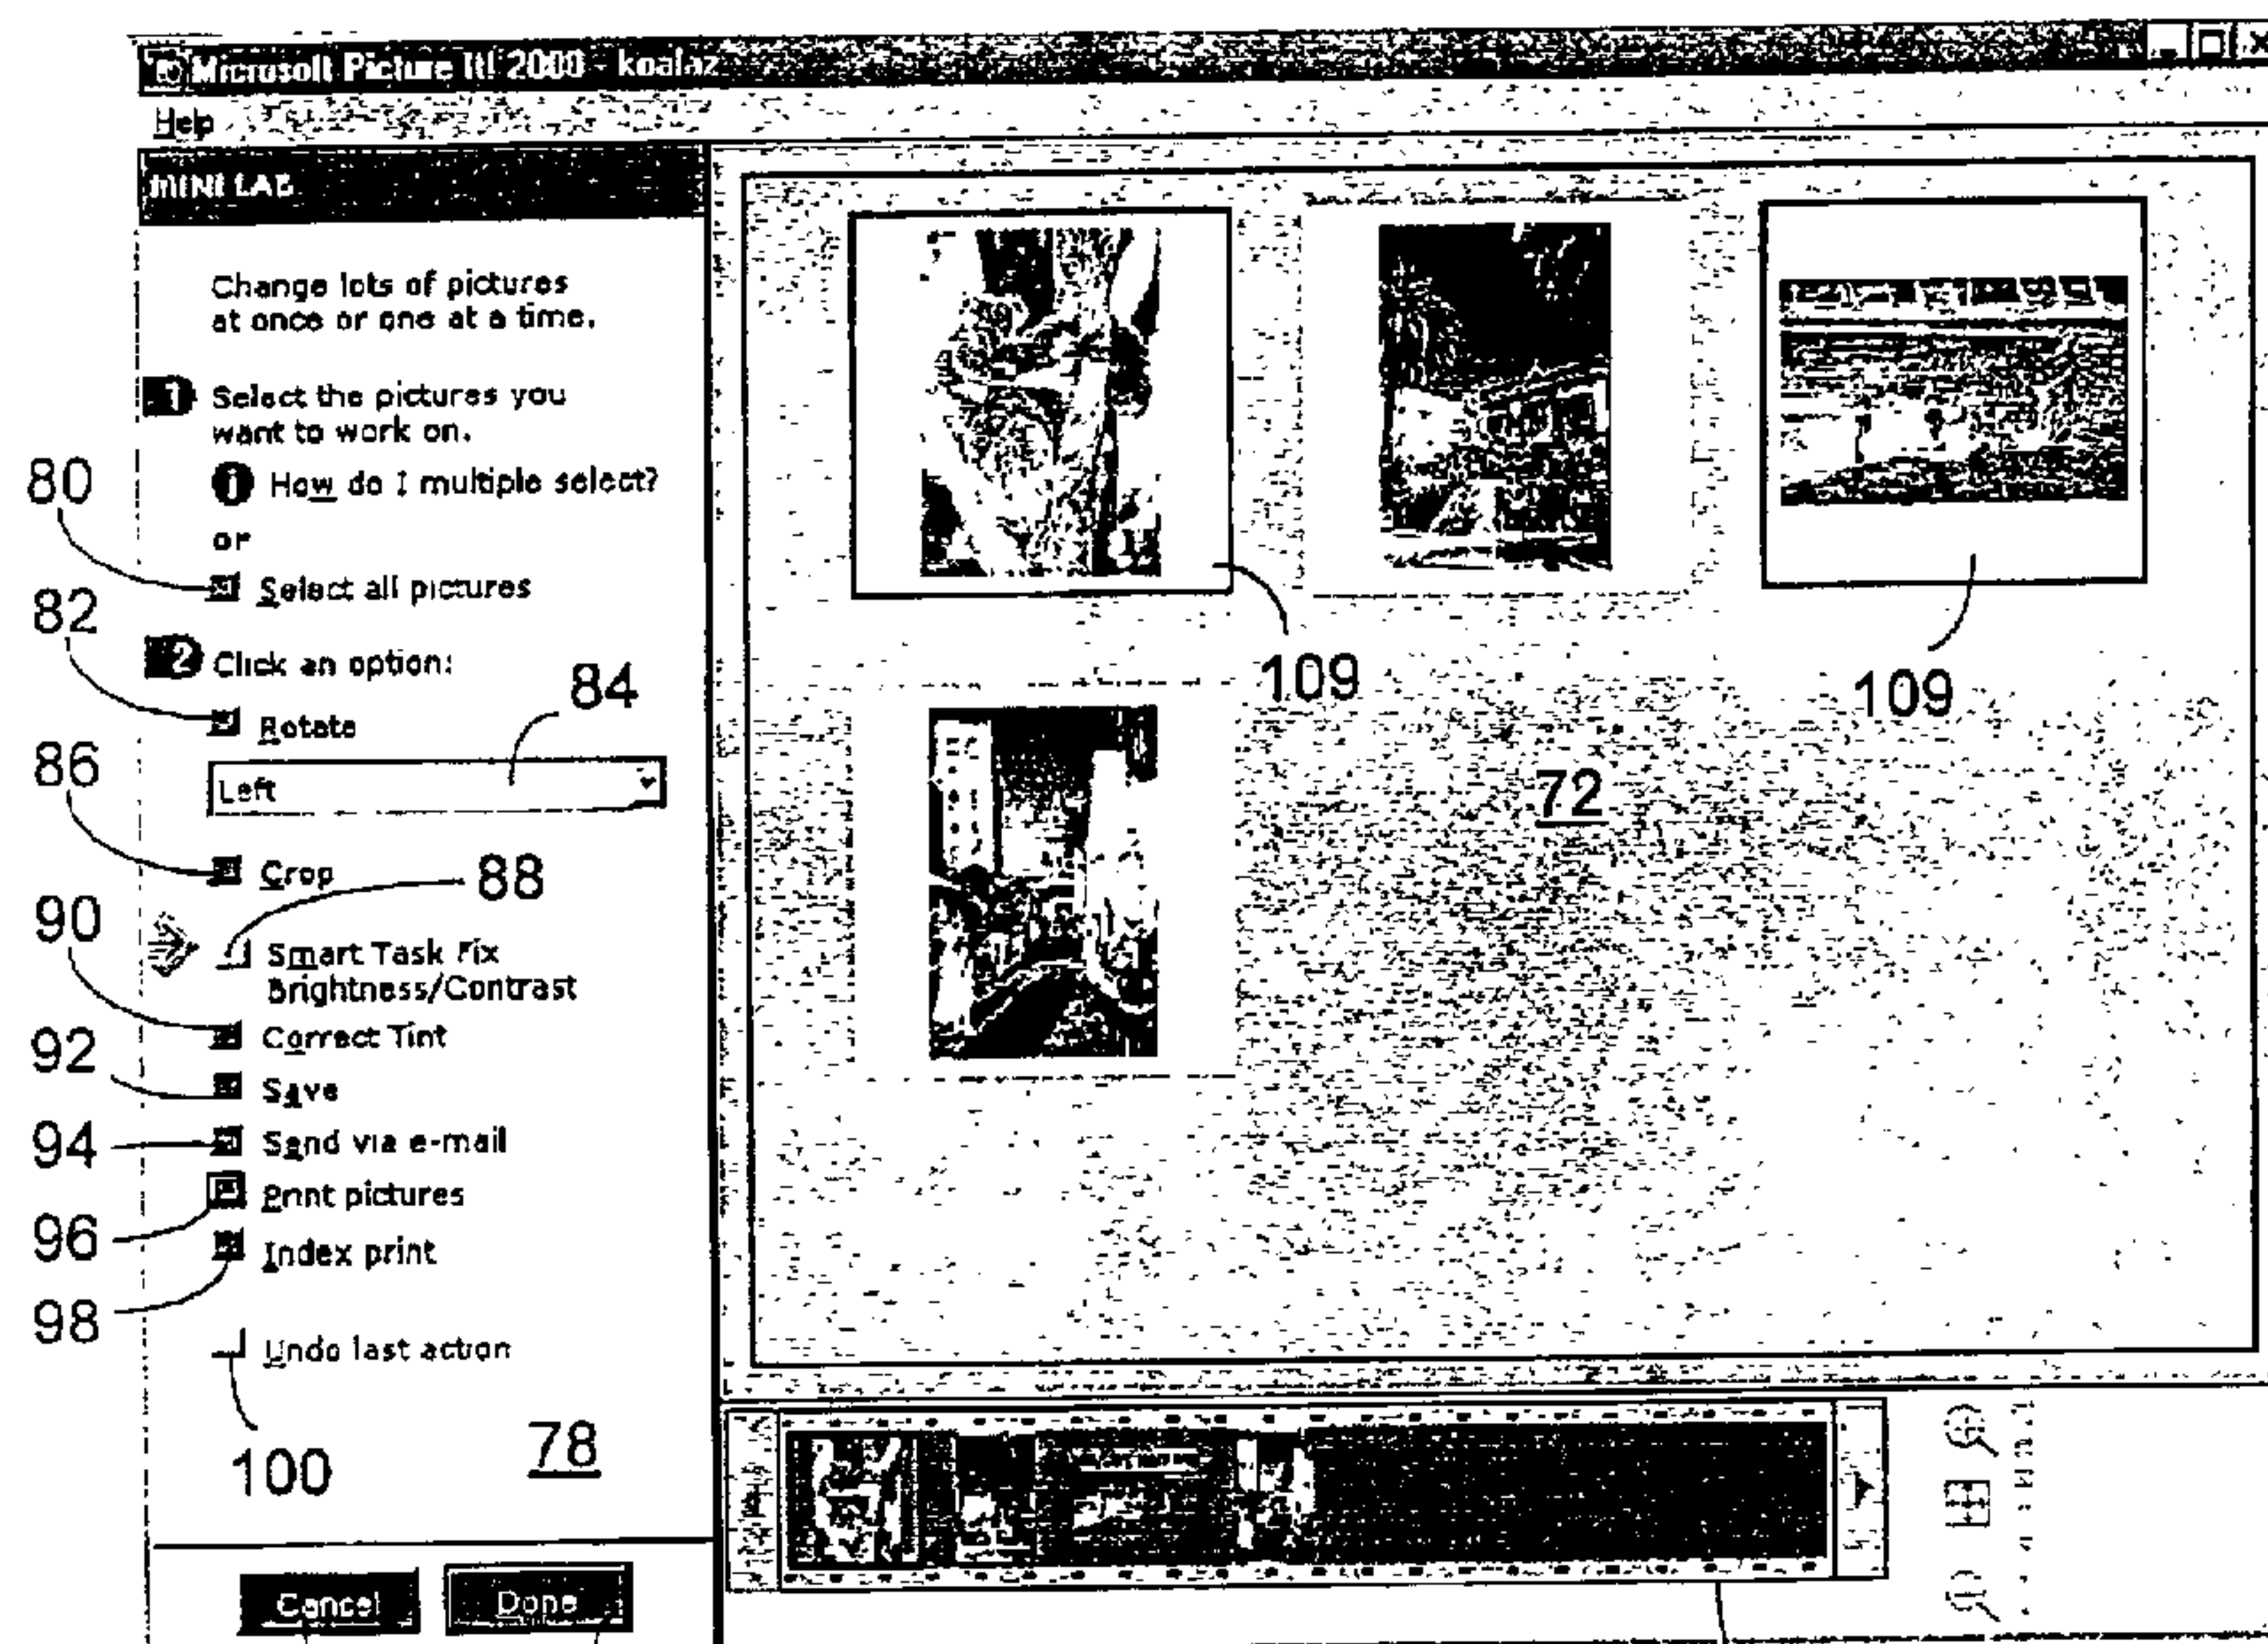 Microsoft Picture It! 2000 - koalaz
Help
MINI LAB
Change lots of pictures
at once or one at a time.
1 Select the pictures you
want to work on.
80
i How do I multiple select?
or
Select all pictures
82
2 Click an option:
84
109
109
Rotate
86
Left
72
Crop
88
90
Smart Task Fix
Brightness/Contrast
Correct Tint
92
Save
94
Send via e-mail
Print pictures
96
Index print
98
Undo last action
100
78
Cancel
Done